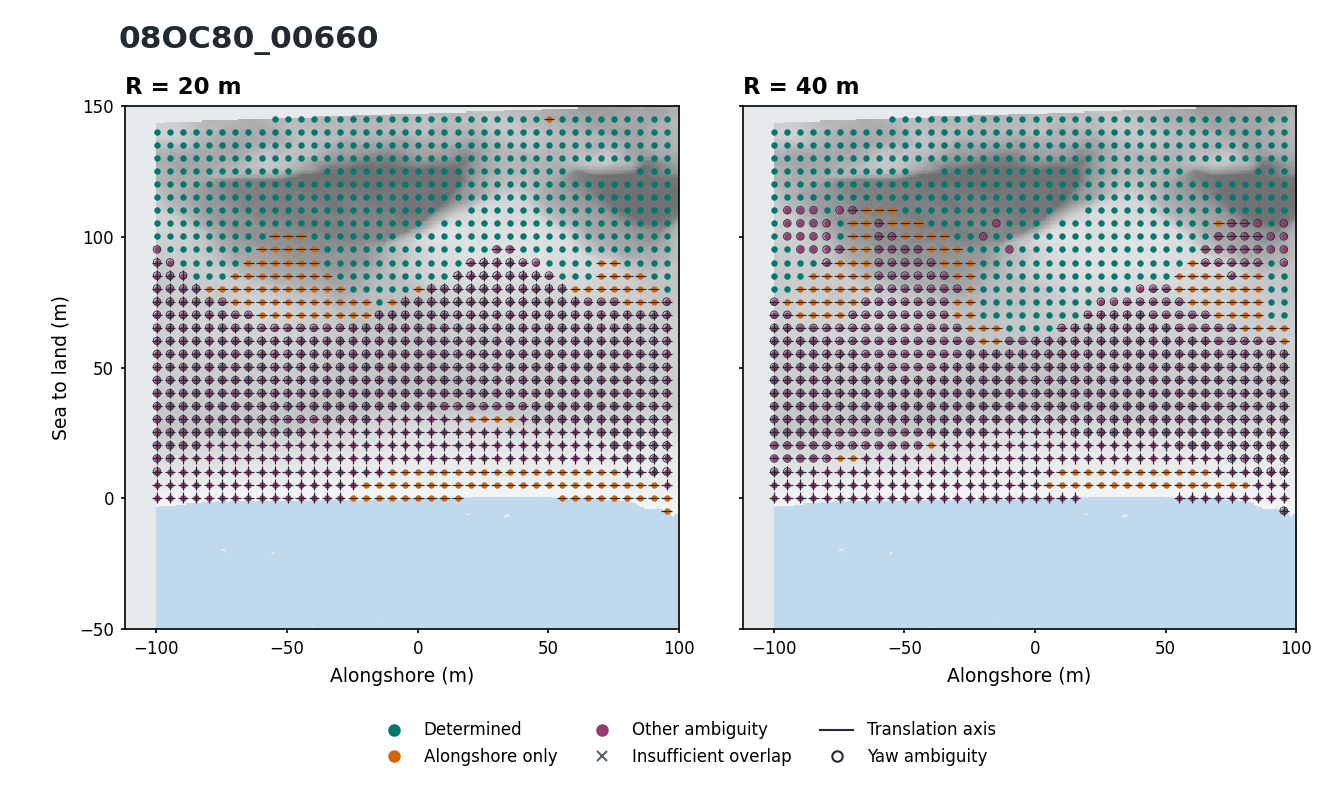 08OC80_00660
R = 20 m
R = 40 m
150
100
50
0
−50
Sea to land (m)
−100
−50
0
50
100
−100
−50
0
50
100
Alongshore (m)
Alongshore (m)
Determined
Other ambiguity
Translation axis
Alongshore only
Insufficient overlap
Yaw ambiguity